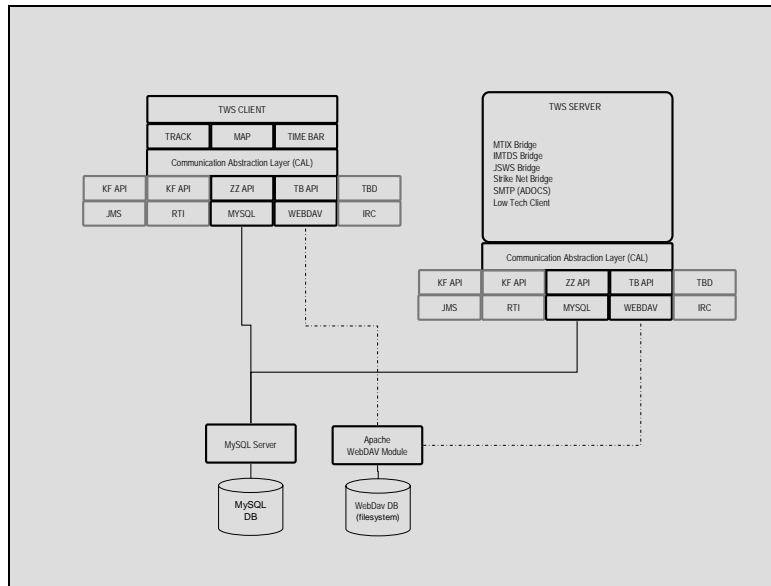 TWS CLIENT
TRACK MAP TIME BAR
Communication Abstraction Layer (CAL)
KF API KF API ZZ API TB API TBD
JMS RTI MYSQL WEBDAV IRC
TWS SERVER
MTIX Bridge
IMTDS Bridge
JSWS Bridge
Strike Net Bridge
SMTP (ADOCS)
Low Tech Client
Communication Abstraction Layer (CAL)
KF API KF API ZZ API TB API TBD
JMS RTI MYSQL WEBDAV IRC
MySQL Server
Apache
WebDAV Module
MySQL
DB
WebDav DB
(filesystem)